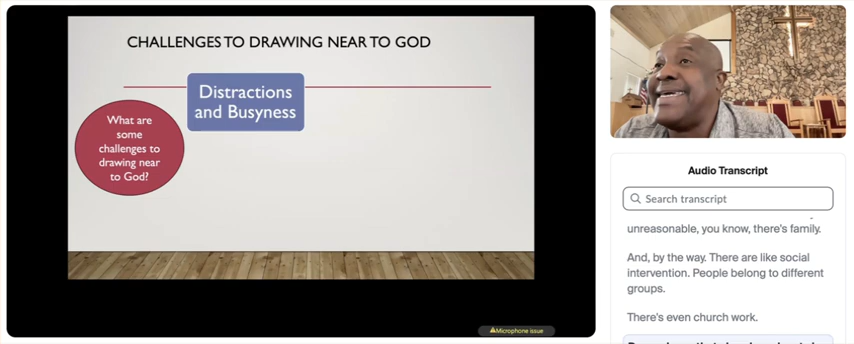 CHALLENGES TO DRAWING NEAR TO GOD
Distractions
and Busyness
What are
some
challenges to
drawing near
to God?
Microphone issue
Audio Transcript
Search transcript
unreasonable, you know, there's family.
And, by the way. There are like social
intervention. People belong to different
groups.
There's even church work.